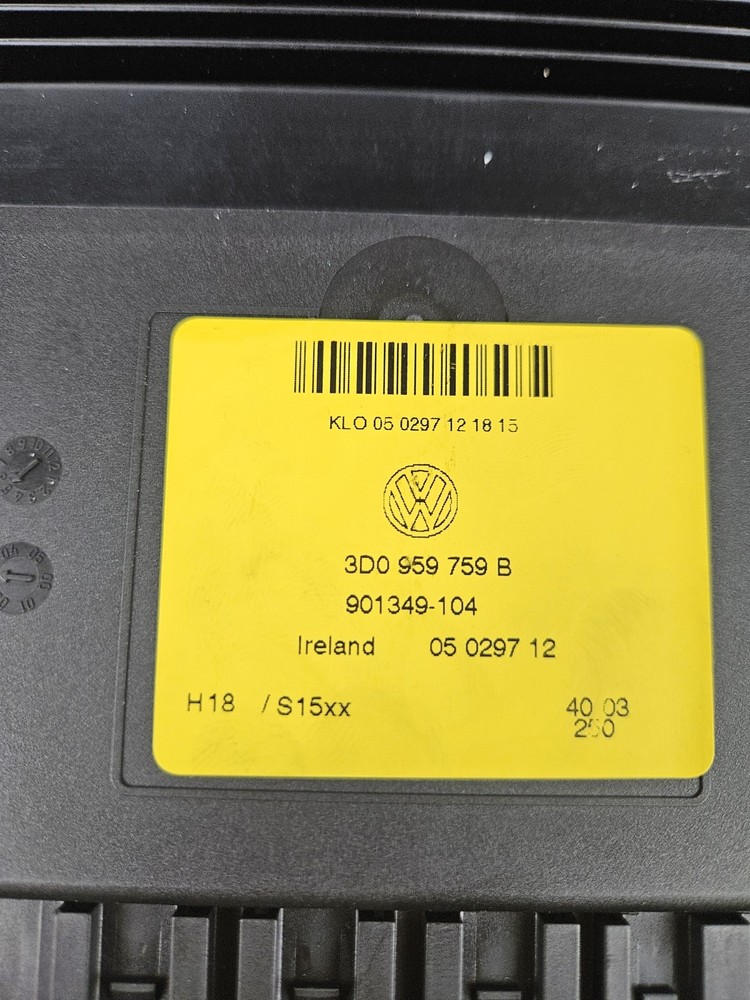 KLO 05 0297 12 18 15
VW
3D0 959 759 B
901349-104
Ireland 05 0297 12
H18 / S15xx 40 03